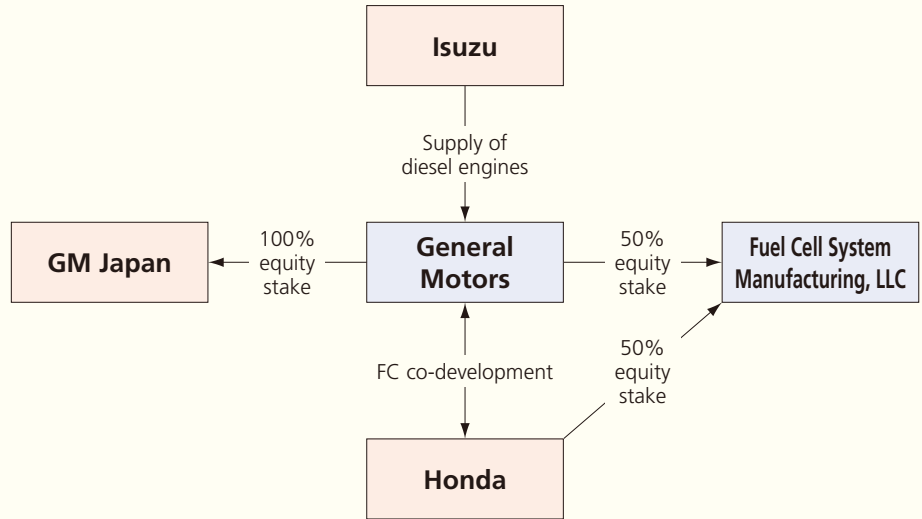 Isuzu
Supply of
diesel engines
GM Japan
100%
equity
stake
General
Motors
50%
equity
stake
Fuel Cell System
Manufacturing, LLC
FC co-development
50%
equity
stake
Honda